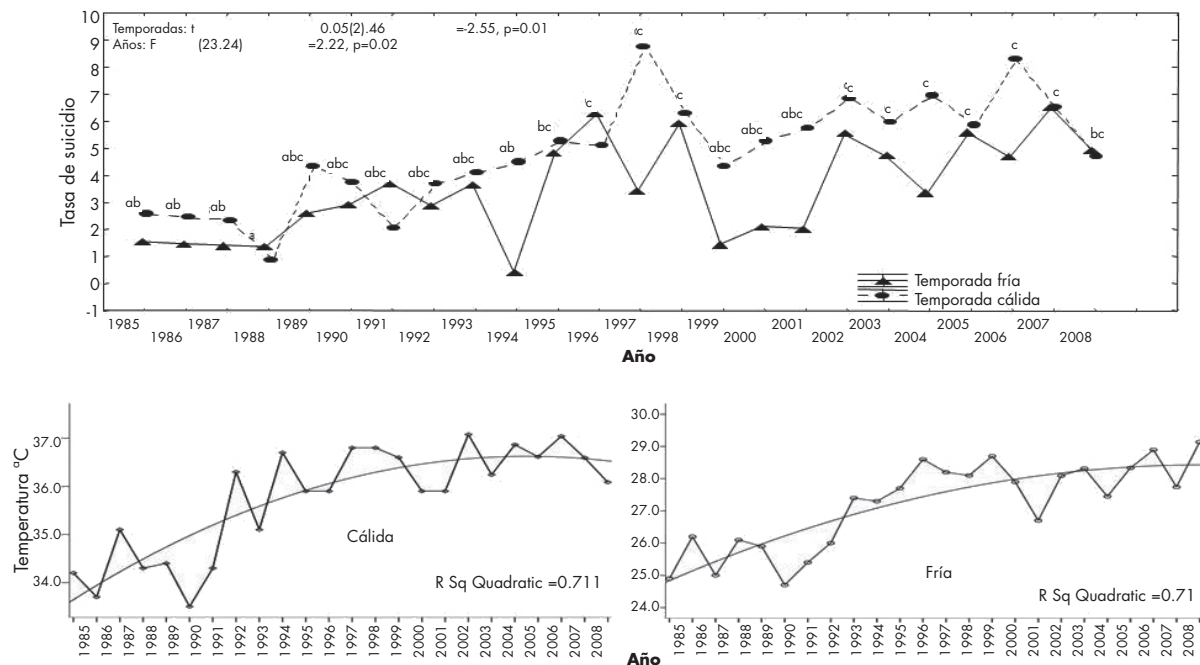 Temporadas: t 0.05(2).46 =-2.55, p=0.01
Años: F (23.24) =2.22, p=0.02
Tasa de suicidio
10
9
8
7
6
5
4
3
2
1
0
-1
ab ab ab a abc abc abc abc abc ab bc c c c abc abc abc c c c c c c bc
Temporada fría
Temporada cálida
1985 1987 1989 1991 1993 1995 1997 1999 2001 2003 2005 2007
1986 1988 1990 1992 1994 1996 1998 2000 2002 2004 2006 2008
Año
Temperatura ºC
37.0
36.0
35.0
34.0
Cálida
R Sq Quadratic =0.711
1985 1986 1987 1988 1989 1990 1991 1992 1993 1994 1995 1996 1997 1998 1999 2000 2001 2002 2003 2004 2005 2006 2007 2008
30.0
29.0
28.0
27.0
26.0
25.0
24.0
Fría
R Sq Quadratic =0.71
1985 1986 1987 1988 1989 1990 1991 1992 1993 1994 1995 1996 1997 1998 1999 2000 2001 2002 2003 2004 2005 2006 2007 2008
Año